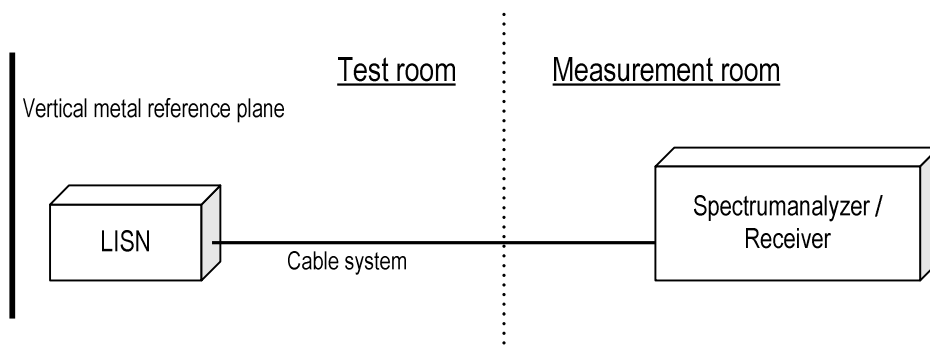 Test room
Measurement room
Vertical metal reference plane
LISN
Cable system
Spectrumanalyzer /
Receiver